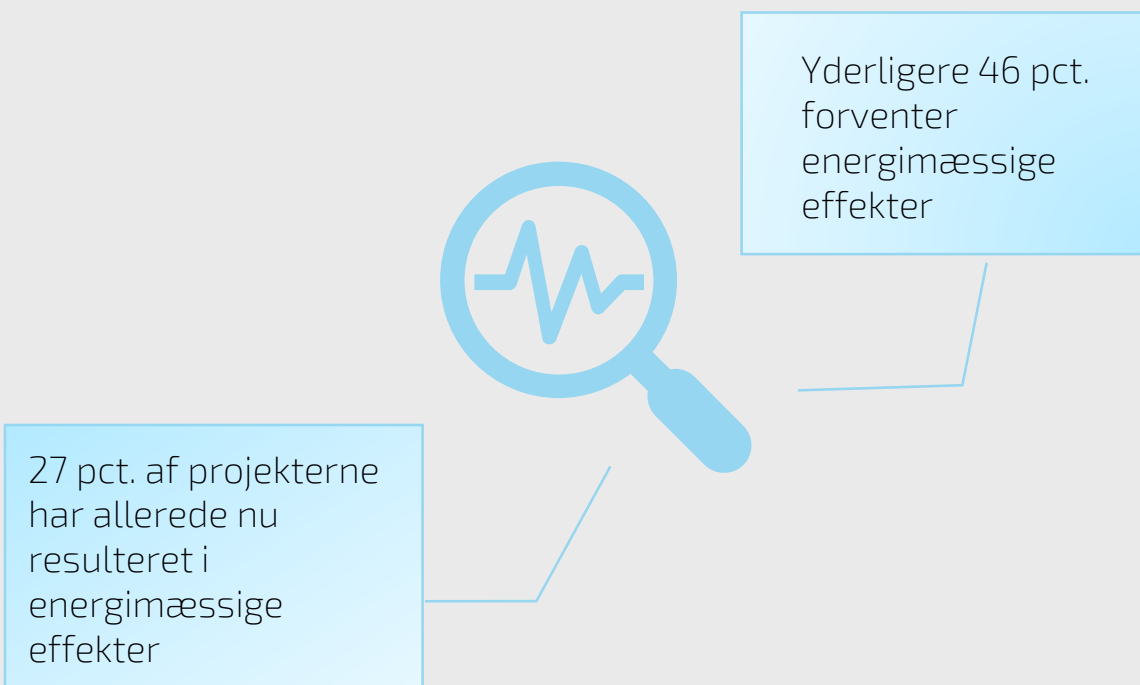 Yderligere 46 pct.
forventer
energimæssige
effekter
27 pct. af projekterne
har allerede nu
resulteret i
energimæssige
effekter